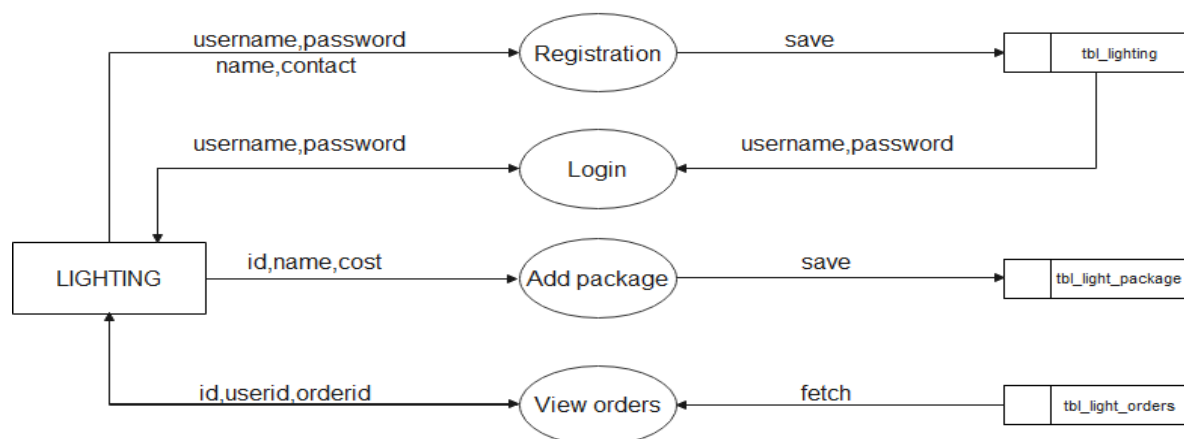 username,password
name,contact
Registration
save
tbl_lighting
username,password
Login
username,password
LIGHTING
id,name,cost
Add package
save
tbl_light_package
id,userid,orderid
View orders
fetch
tbl_light_orders